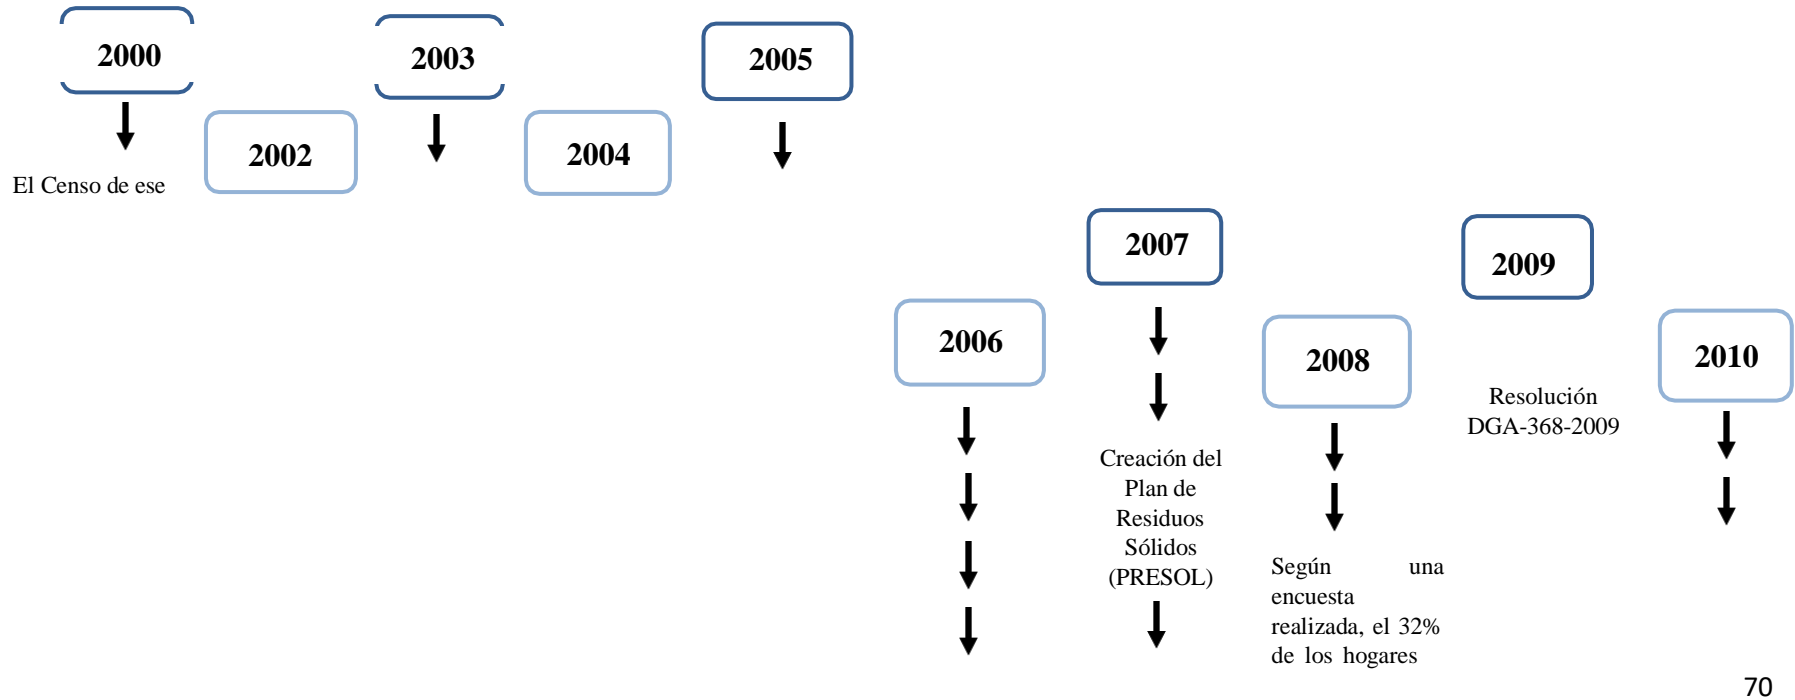 2000
El Censo de ese
2002
2003
2004
2005
2006
2007
Creación del
Plan de
Residuos
Sólidos
(PRESOL)
2008
Según una
encuesta
realizada, el 32%
de los hogares
2009
Resolución
DGA-368-2009
2010
70